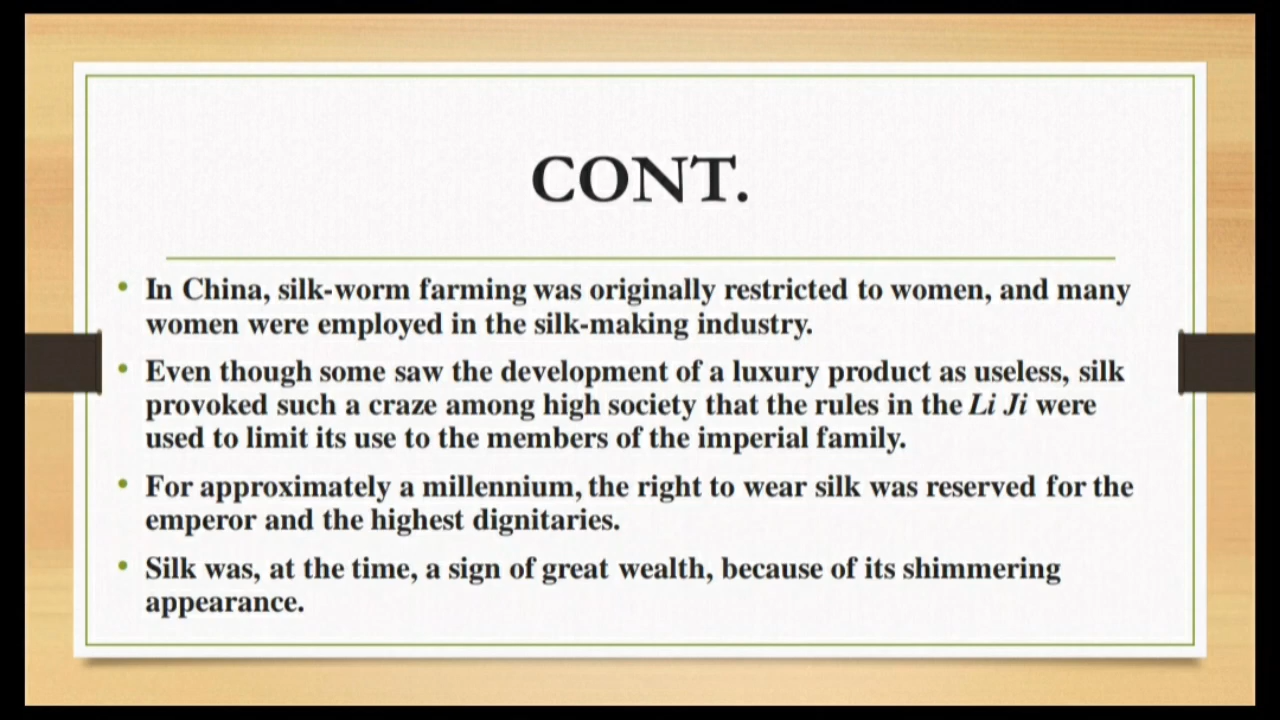 CONT.
• In China, silk-worm farming was originally restricted to women, and many
women were employed in the silk-making industry.
• Even though some saw the development of a luxury product as useless, silk
provoked such a craze among high society that the rules in the Li Ji were
used to limit its use to the members of the imperial family.
• For approximately a millennium, the right to wear silk was reserved for the
emperor and the highest dignitaries.
• Silk was, at the time, a sign of great wealth, because of its shimmering
appearance.